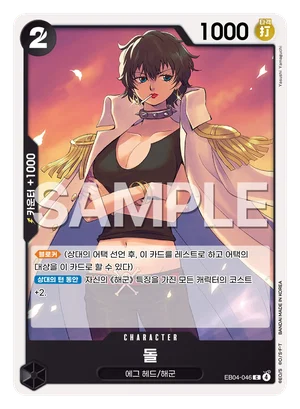 2
1000
타격
打
Yasushi Yamaguchi
카운터 +1000
SAMPLE
블로커 (상대의 어택 선언 후, 이 카드를 레스트로 하고 어택의
대상을 이 카드로 할 수 있다)
상대의 턴 동안 자신의 《해군》 특징을 가진 모든 캐릭터의 코스트
+2.
CHARACTER
돌
에그 헤드/해군
EB04-046